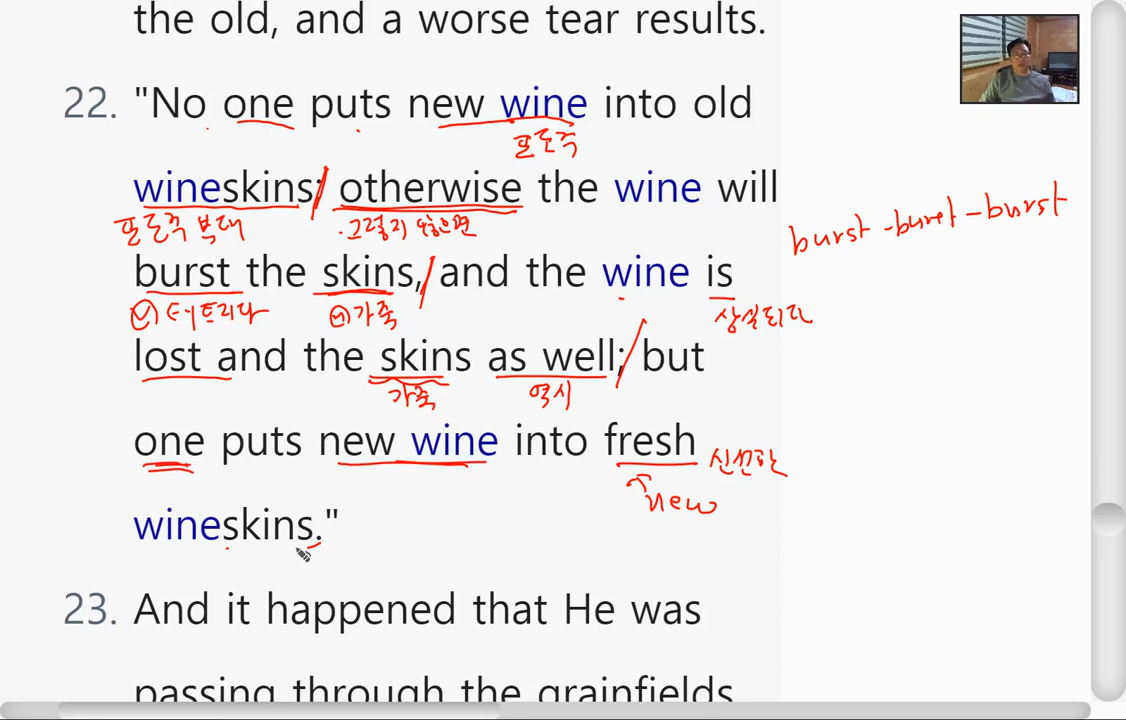 the old, and a worse tear results.
22. "No one puts new wine into old
포도주
wineskins; otherwise the wine will
포도주 부대 그렇지 않으면
burst - burst - burst
burst the skins, and the wine is
ⓥ 터트리다 ⓝ 가죽 상실되다
lost and the skins as well; but
가죽 역시
one puts new wine into fresh
신선한
new
wineskins."
23. And it happened that He was
passing through the grainfields